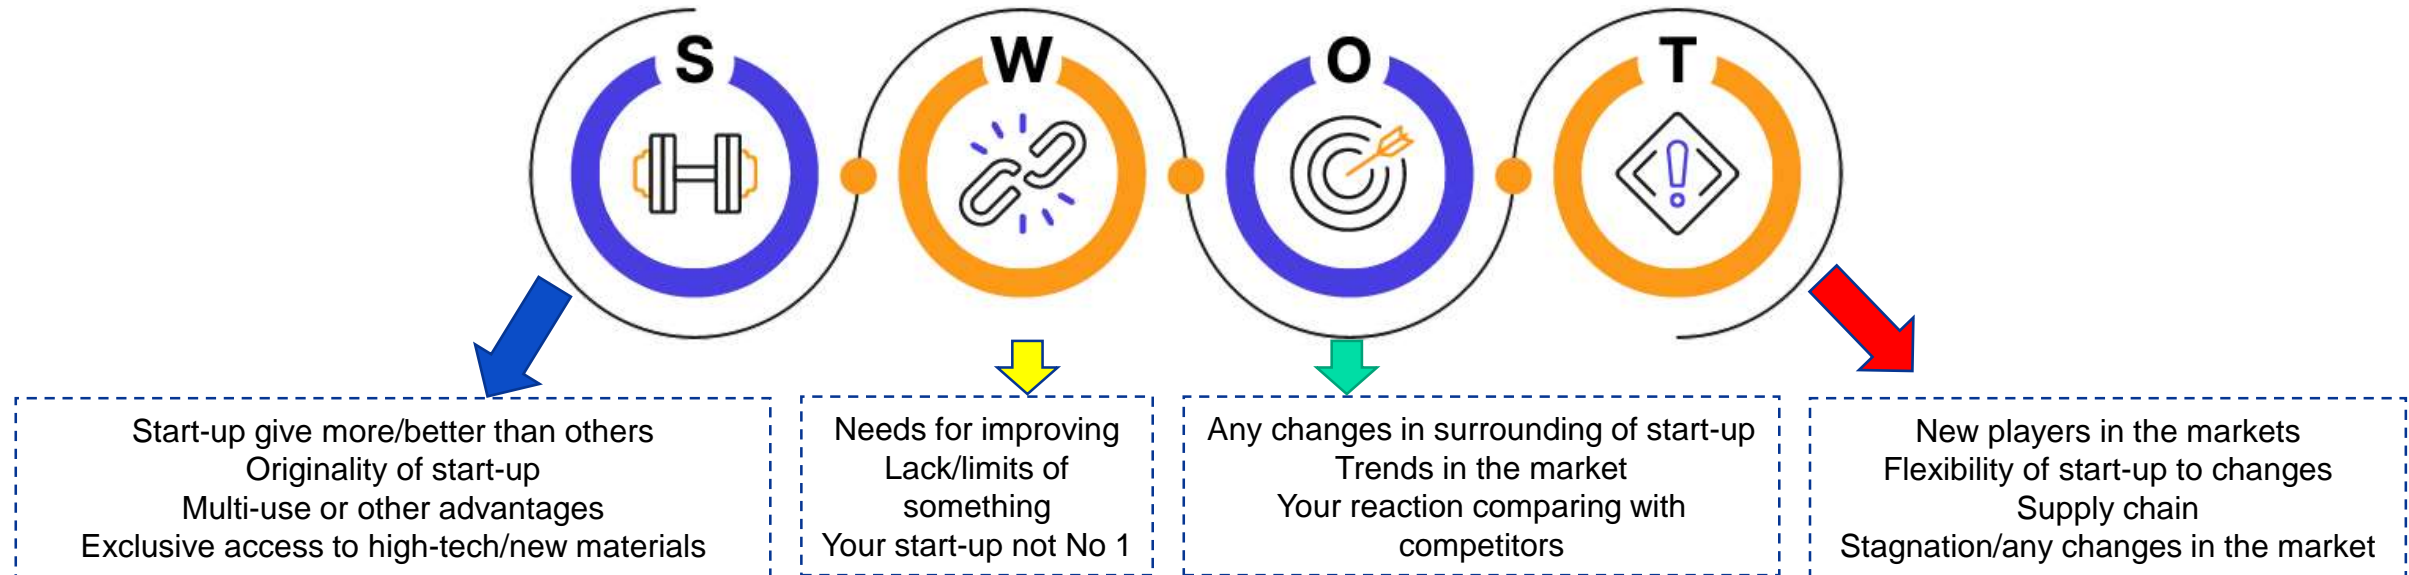 S
W
O
T
Start-up give more/better than others
Originality of start-up
Multi-use or other advantages
Exclusive access to high-tech/new materials
Needs for improving
Lack/limits of
something
Your start-up not No 1
Any changes in surrounding of start-up
Trends in the market
Your reaction comparing with
competitors
New players in the markets
Flexibility of start-up to changes
Supply chain
Stagnation/any changes in the market